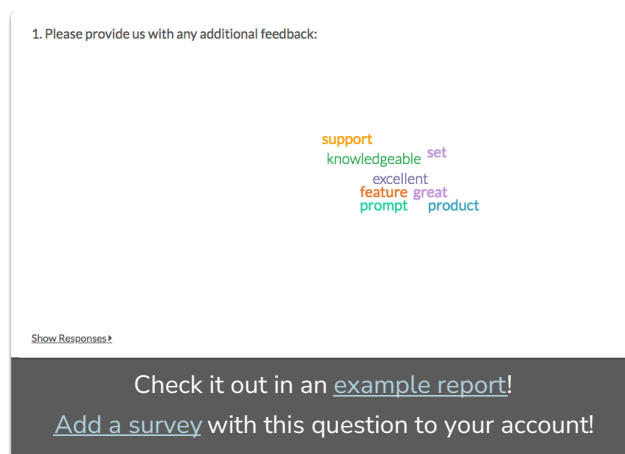 1. Please provide us with any additional feedback:
support
knowledgeable set
excellent
feature great
prompt product
Show Responses
Check it out in an example report!
Add a survey with this question to your account!